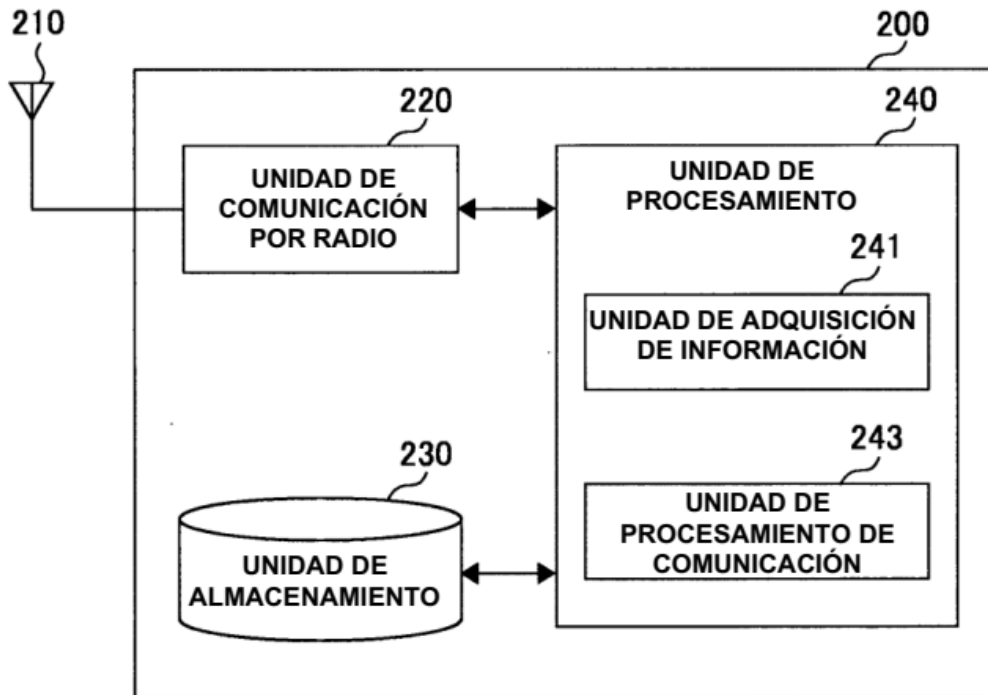 210
200
220
240
UNIDAD DE
COMUNICACIÓN
POR RADIO
UNIDAD DE
PROCESAMIENTO
241
UNIDAD DE ADQUISICIÓN
DE INFORMACIÓN
230
UNIDAD DE
ALMACENAMIENTO
243
UNIDAD DE
PROCESAMIENTO DE
COMUNICACIÓN